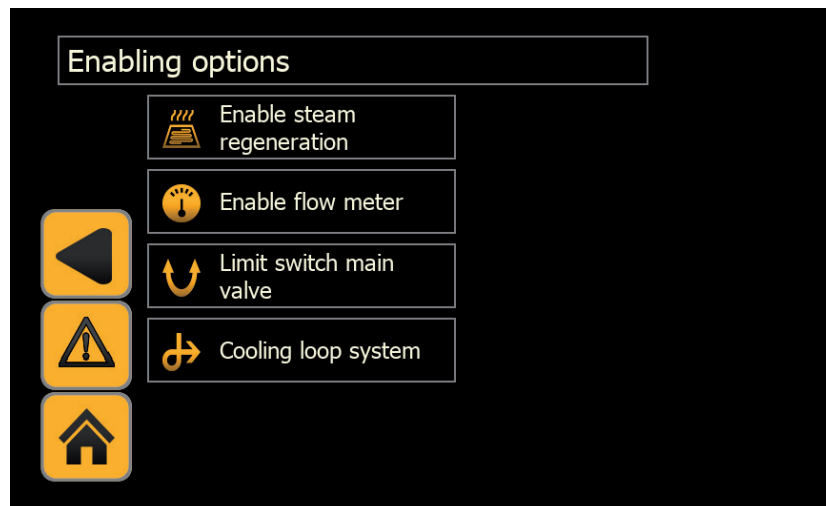 Enabling options
Enable steam
regeneration
Enable flow meter
Limit switch main
valve
Cooling loop system